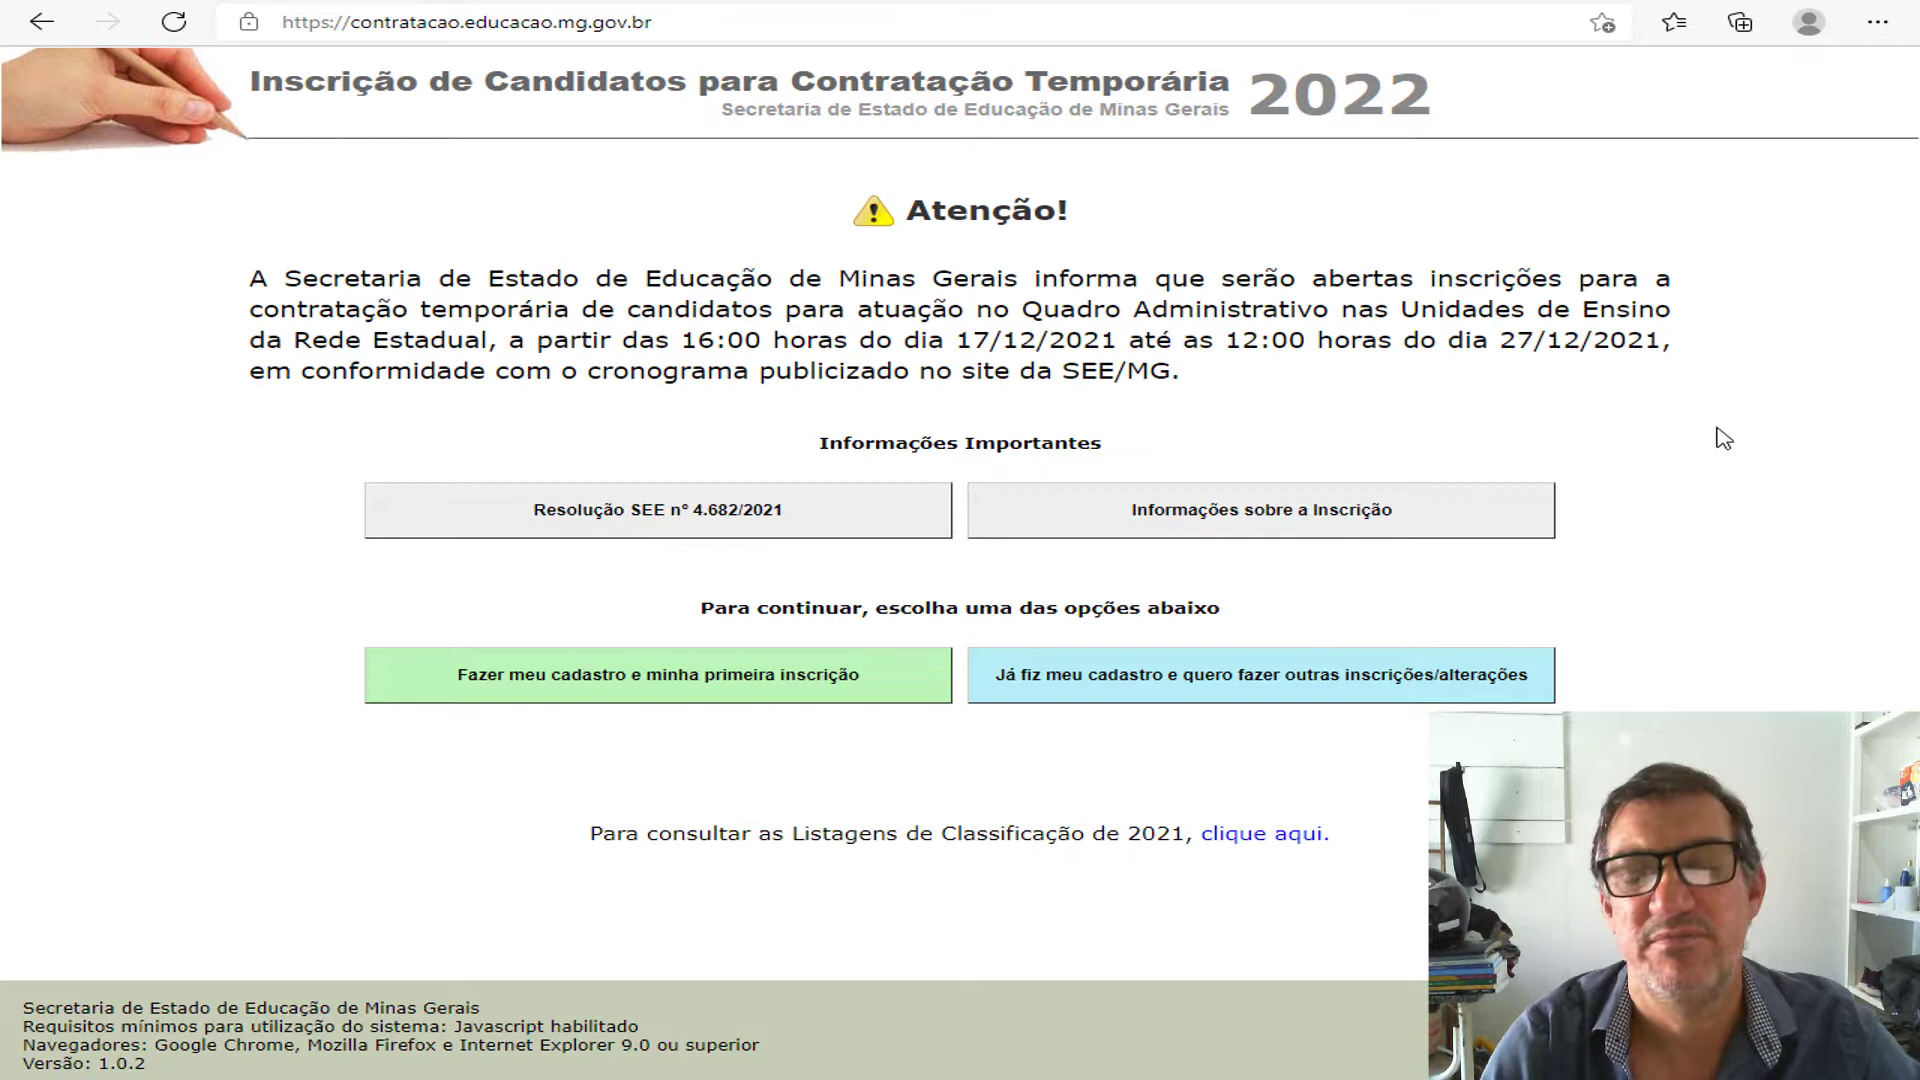 https://contratacao.educacao.mg.gov.br
Inscrição de Candidatos para Contratação Temporária 2022
Secretaria de Estado de Educação de Minas Gerais
Atenção!
A Secretaria de Estado de Educação de Minas Gerais informa que serão abertas inscrições para a
contratação temporária de candidatos para atuação no Quadro Administrativo nas Unidades de Ensino
da Rede Estadual, a partir das 16:00 horas do dia 17/12/2021 até as 12:00 horas do dia 27/12/2021,
em conformidade com o cronograma publicizado no site da SEE/MG.
Informações Importantes
Resolução SEE nº 4.682/2021
Informações sobre a Inscrição
Para continuar, escolha uma das opções abaixo
Fazer meu cadastro e minha primeira inscrição
Já fiz meu cadastro e quero fazer outras inscrições/alterações
Para consultar as Listagens de Classificação de 2021, clique aqui.
Secretaria de Estado de Educação de Minas Gerais
Requisitos mínimos para utilização do sistema: Javascript habilitado
Navegadores: Google Chrome, Mozilla Firefox e Internet Explorer 9.0 ou superior
Versão: 1.0.2